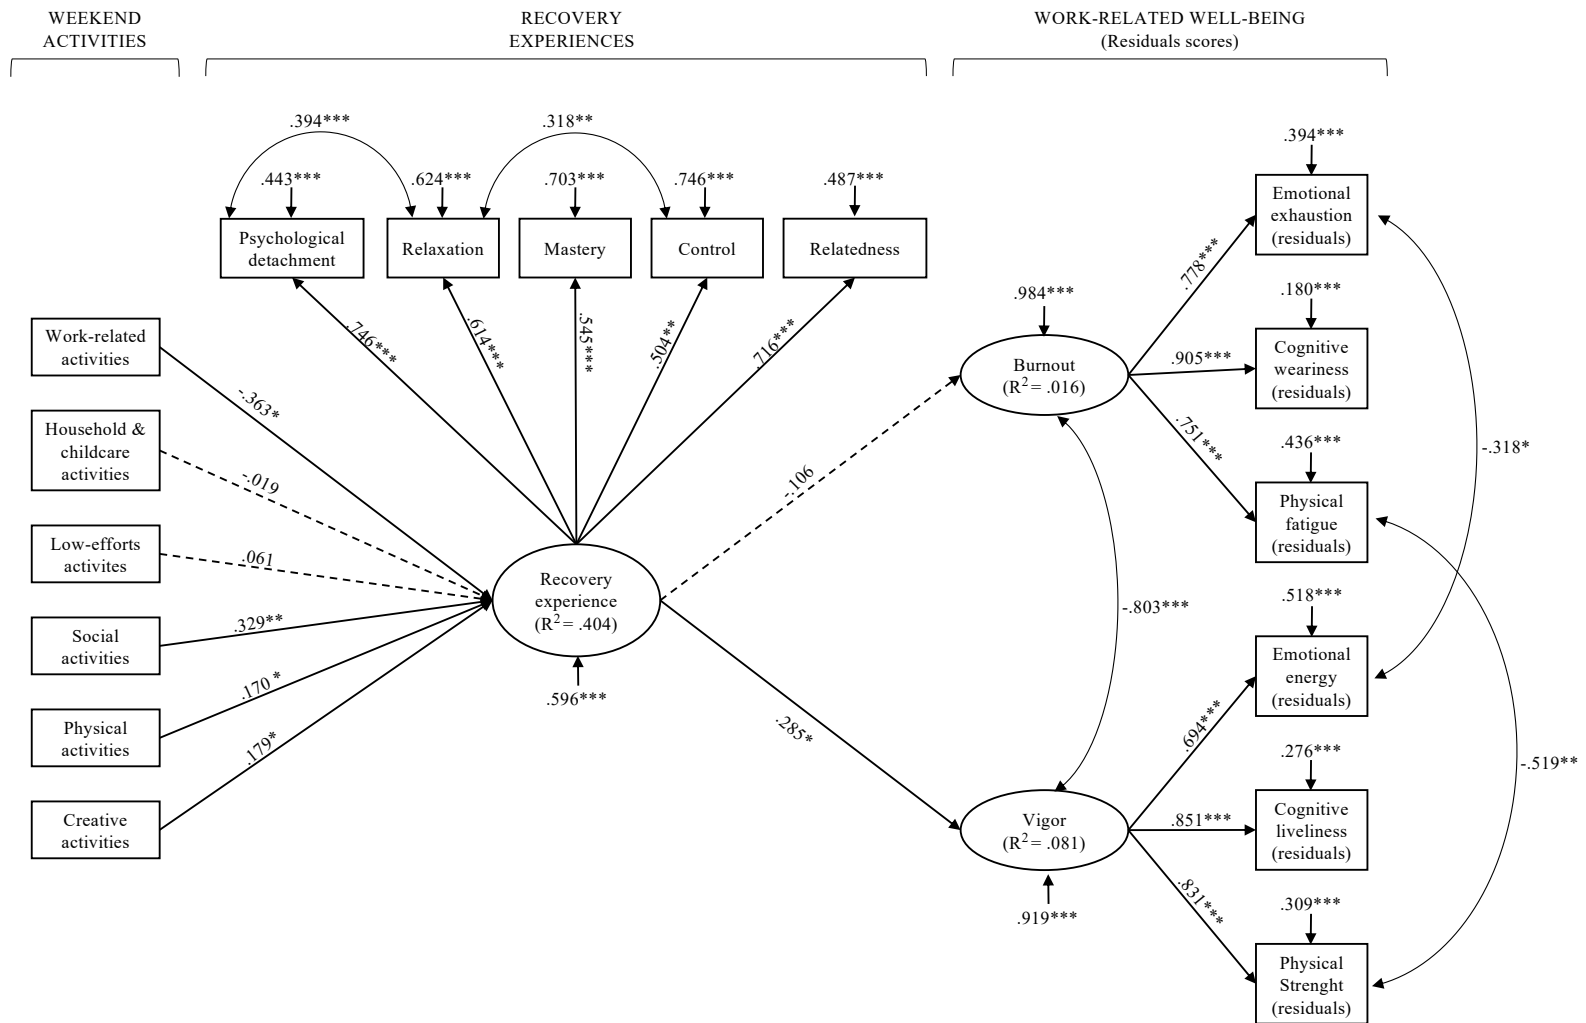 WEEKEND
ACTIVITIES
RECOVERY
EXPERIENCES
WORK-RELATED WELL-BEING
(Residuals scores)
.394***
.318**
.443***
.624***
.703***
.746***
.487***
Psychological
detachment
Relaxation
Mastery
Control
Relatedness
.746***
.614***
.545***
.504**
.716***
Work-related
activities
Household &
childcare
activities
Low-efforts
activites
Social
activities
Physical
activities
Creative
activities
-.363*
-.019
.061
.329**
.170 *
.179*
Recovery
experience
(R²= .404)
.596***
-.106
.285*
.984***
Burnout
(R²= .016)
-.803***
Vigor
(R²= .081)
.919***
.778***
.905***
.751***
.694***
.851***
.831***
.394***
Emotional
exhaustion
(residuals)
.180***
Cognitive
weariness
(residuals)
.436***
Physical
fatigue
(residuals)
.518***
Emotional
energy
(residuals)
.276***
Cognitive
liveliness
(residuals)
.309***
Physical
Strenght
(residuals)
-.318*
-.519**